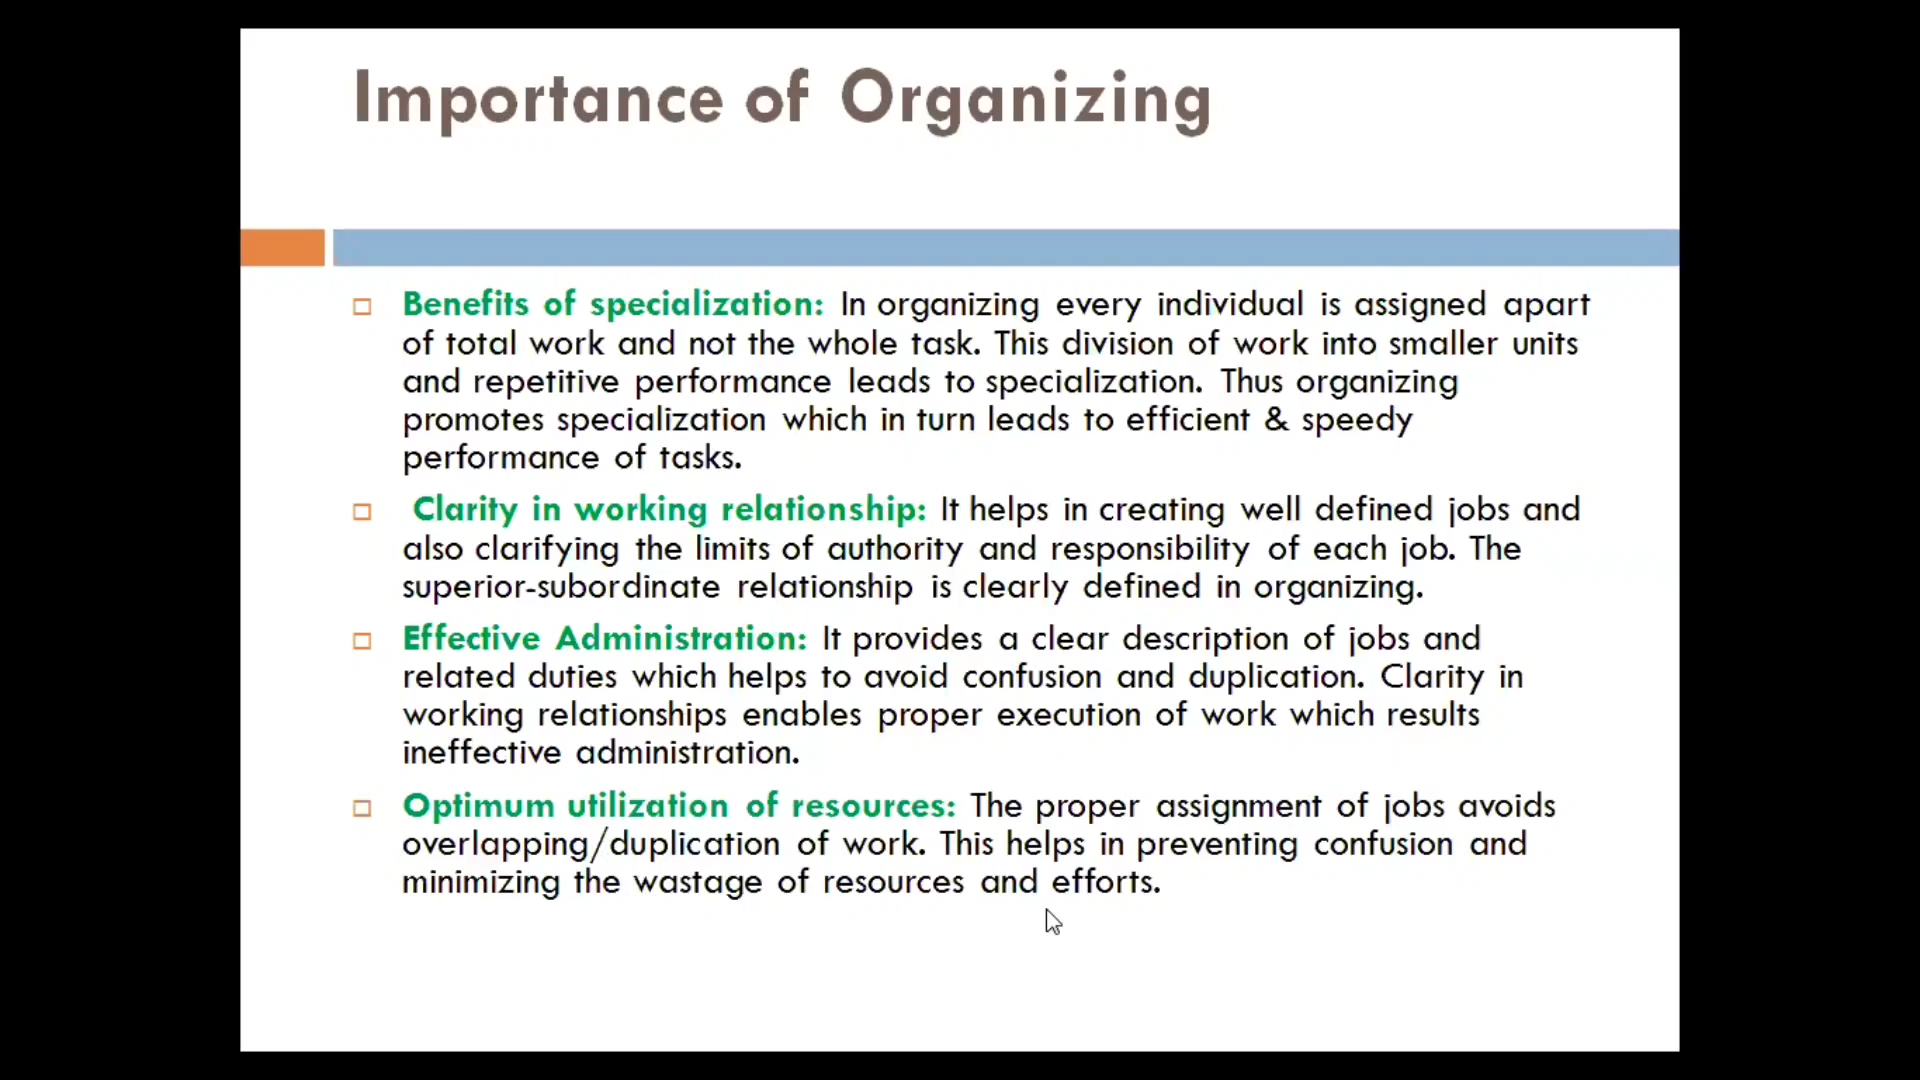 Importance of Organizing
Benefits of specialization: In organizing every individual is assigned apart
of total work and not the whole task. This division of work into smaller units
and repetitive performance leads to specialization. Thus organizing
promotes specialization which in turn leads to efficient & speedy
performance of tasks.
Clarity in working relationship: It helps in creating well defined jobs and
also clarifying the limits of authority and responsibility of each job. The
superior-subordinate relationship is clearly defined in organizing.
Effective Administration: It provides a clear description of jobs and
related duties which helps to avoid confusion and duplication. Clarity in
working relationships enables proper execution of work which results
ineffective administration.
Optimum utilization of resources: The proper assignment of jobs avoids
overlapping/duplication of work. This helps in preventing confusion and
minimizing the wastage of resources and efforts.